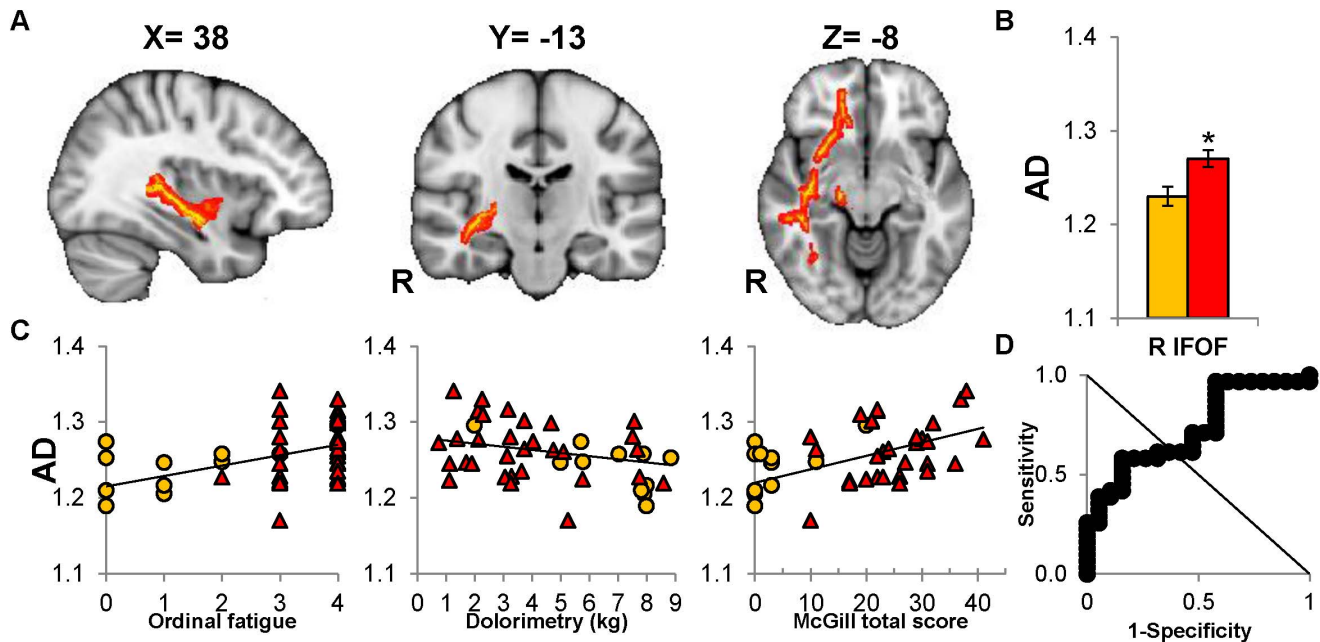 A
X= 38
Y= -13
Z= -8
R
R
B
1.4
1.3
1.2
1.1
AD
*
R IFOF
C
AD
1.4
1.3
1.2
1.1
0 1 2 3 4
Ordinal fatigue
1.4
1.3
1.2
1.1
0 1 2 3 4 5 6 7 8 9
Dolorimetry (kg)
1.4
1.3
1.2
1.1
0 10 20 30 40
McGill total score
D
1.0
0.5
0.0
Sensitivity
0 0.5 1
1-Specificity